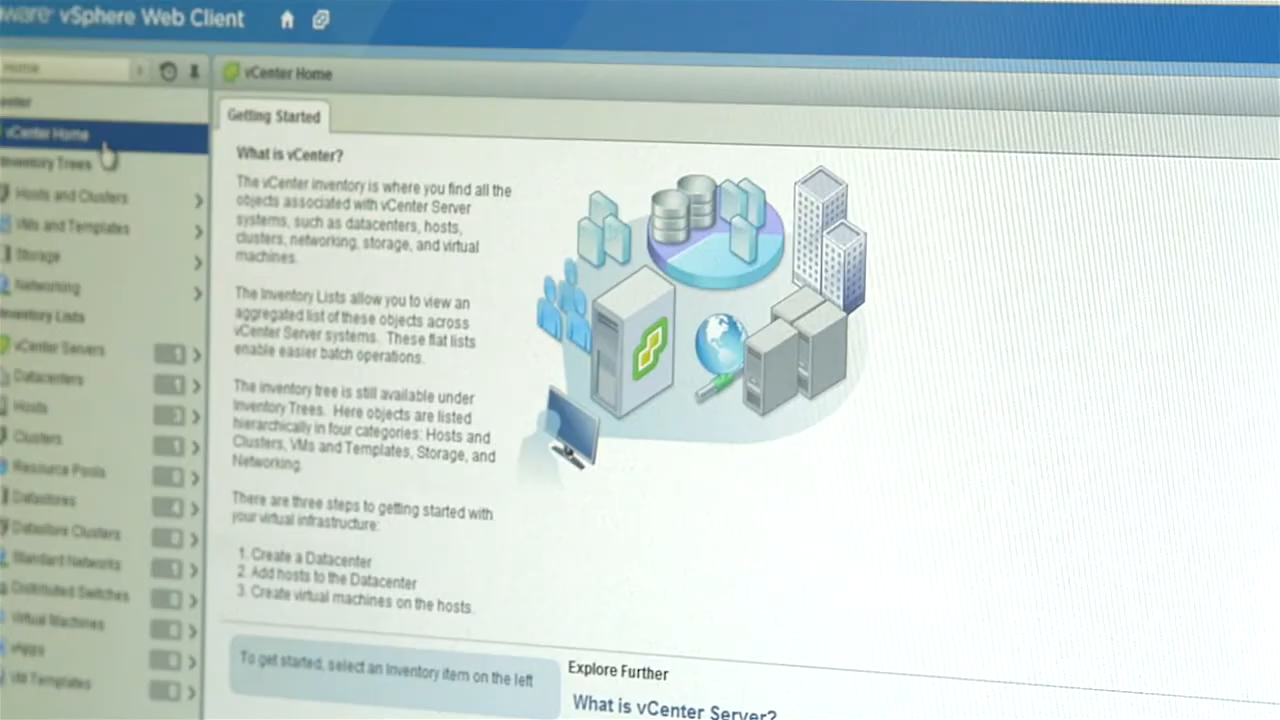 vSphere Web Client
Home
vCenter Home
Getting Started
vCenter Home
Inventory Trees
Hosts and Clusters
VMs and Templates
Storage
Networking
Inventory Lists
vCenter Servers
Datacenters
Hosts
Clusters
Resource Pools
Datastores
Datastore Clusters
Standard Networks
Distributed Switches
Virtual Machines
vApps
VM Templates
What is vCenter?
The vCenter inventory is where you find all the
objects associated with vCenter Server
systems, such as datacenters, hosts,
clusters, networking, storage, and virtual
machines.
The Inventory Lists allow you to view an
aggregated list of these objects across
vCenter Server systems. These flat lists
enable easier batch operations.
The inventory tree is still available under
Inventory Trees. Here objects are listed
hierarchically in four categories: Hosts and
Clusters, VMs and Templates, Storage, and
Networking.
There are three steps to getting started with
your virtual infrastructure:
1. Create a Datacenter
2. Add hosts to the Datacenter
3. Create virtual machines on the hosts.
To get started, select an Inventory item on the left
Explore Further
What is vCenter Server?